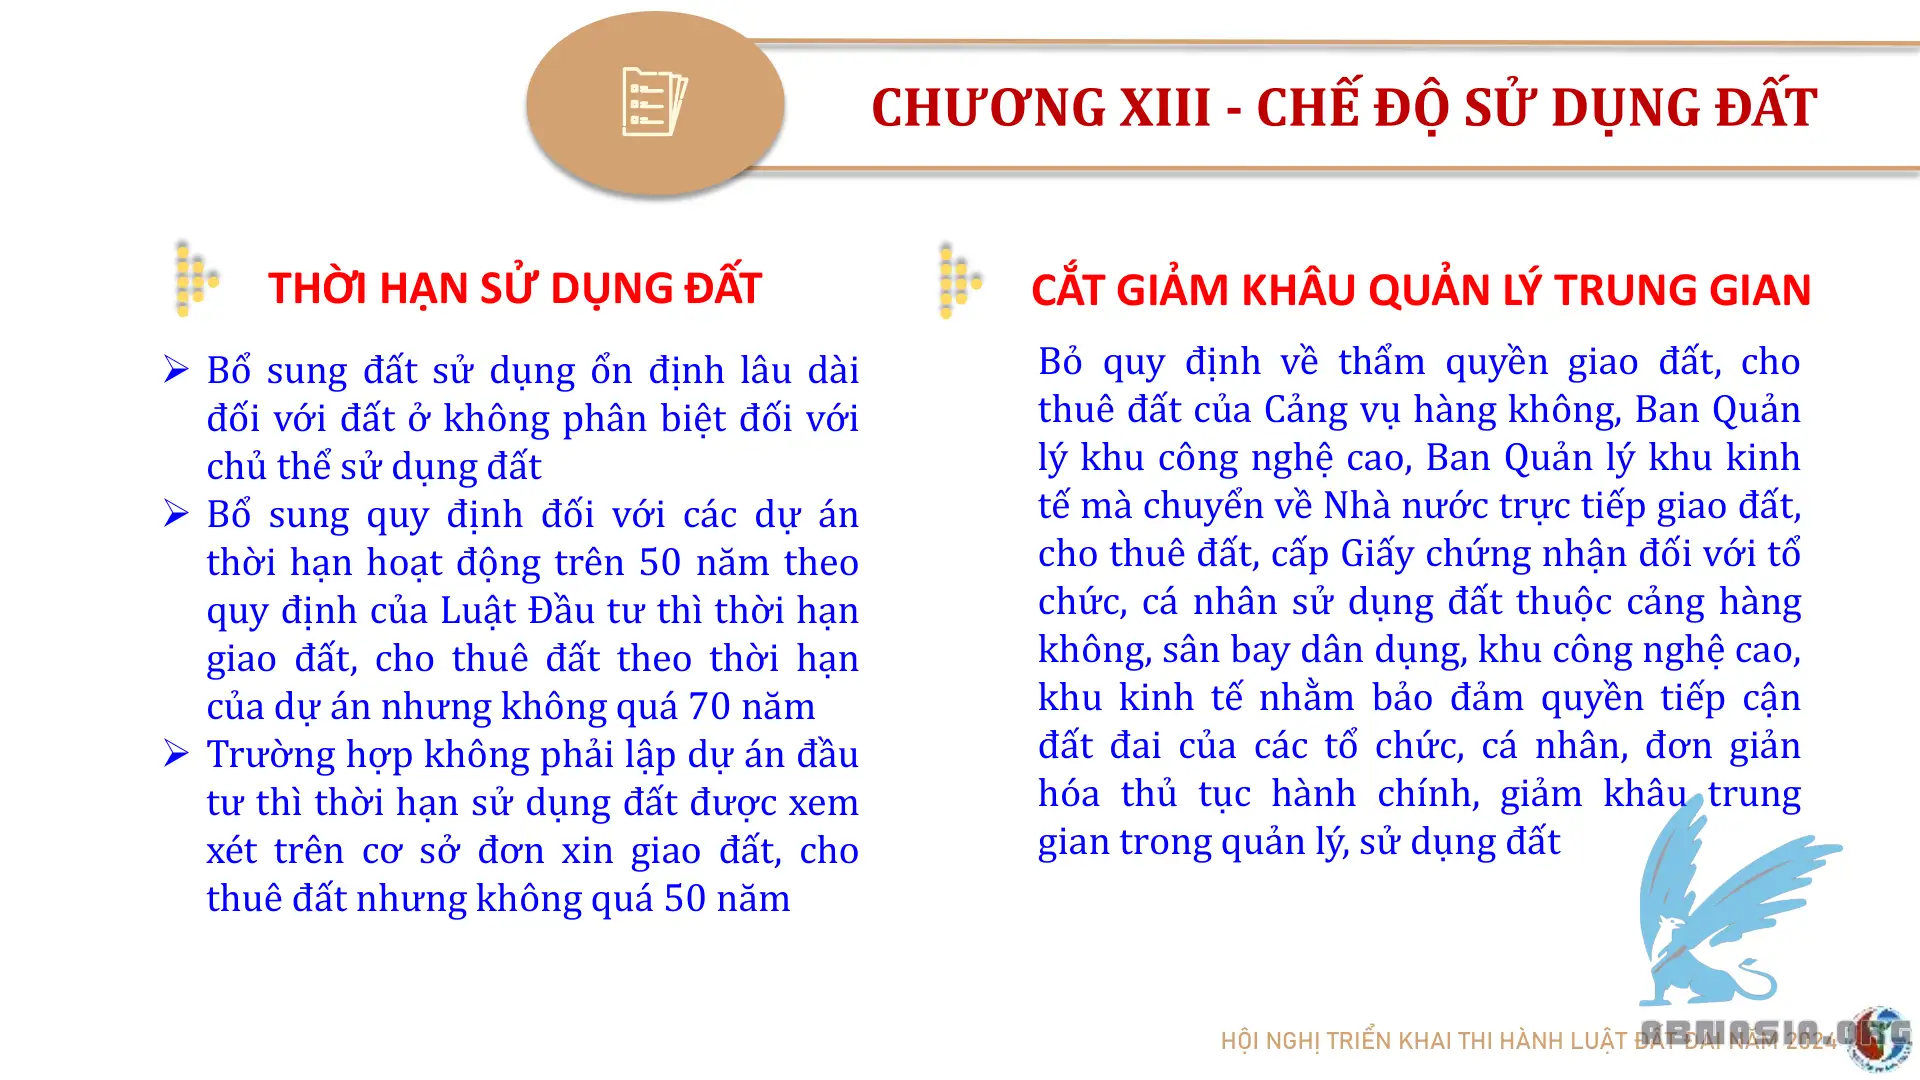 CHƯƠNG XIII - CHẾ ĐỘ SỬ DỤNG ĐẤT
THỜI HẠN SỬ DỤNG ĐẤT
Bổ sung đất sử dụng ổn định lâu dài
đối với đất ở không phân biệt đối với
chủ thể sử dụng đất
Bổ sung quy định đối với các dự án
thời hạn hoạt động trên 50 năm theo
quy định của Luật Đầu tư thì thời hạn
giao đất, cho thuê đất theo thời hạn
của dự án nhưng không quá 70 năm
Trường hợp không phải lập dự án đầu
tư thì thời hạn sử dụng đất được xem
xét trên cơ sở đơn xin giao đất, cho
thuê đất nhưng không quá 50 năm
CẮT GIẢM KHÂU QUẢN LÝ TRUNG GIAN
Bỏ quy định về thẩm quyền giao đất, cho
thuê đất của Cảng vụ hàng không, Ban Quản
lý khu công nghệ cao, Ban Quản lý khu kinh
tế mà chuyển về Nhà nước trực tiếp giao đất,
cho thuê đất, cấp Giấy chứng nhận đối với tổ
chức, cá nhân sử dụng đất thuộc cảng hàng
không, sân bay dân dụng, khu công nghệ cao,
khu kinh tế nhằm bảo đảm quyền tiếp cận
đất đai của các tổ chức, cá nhân, đơn giản
hóa thủ tục hành chính, giảm khâu trung
gian trong quản lý, sử dụng đất
HỘI NGHỊ TRIỂN KHAI THI HÀNH LUẬT ĐẤT ĐAI NĂM 2024
ABMASIA.ORG